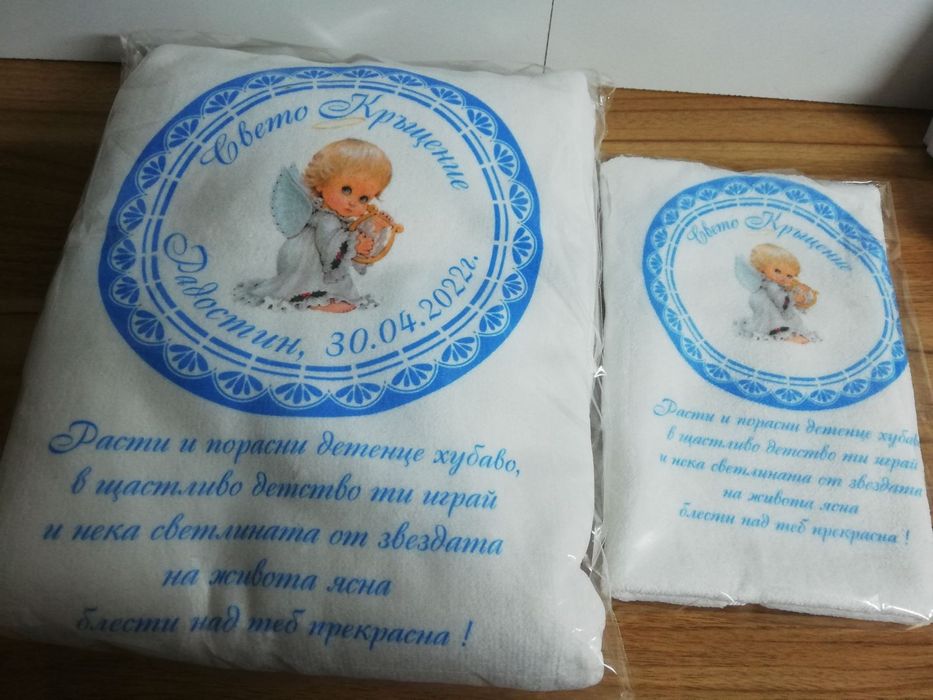 Свето Кръщение
Радостин, 30.04.2022г.
Расти и порасни детенце хубаво,
в щастливо детство ти играй
и нека светлината от звездата
на живота ясна
блести над теб прекрасна !
Свето Кръщение
Расти и порасни детенце хубаво
в щастливо детство ти играй
и нека светлината от звездата
на живота ясна
блести над теб прекрасна !